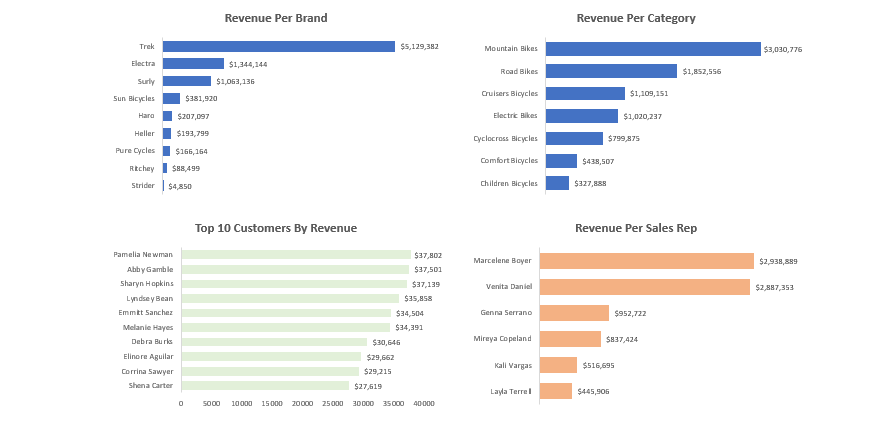 Revenue Per Brand
Trek $5,129,382
Electra $1,344,144
Surly $1,063,136
Sun Bicycles $381,920
Haro $207,097
Heller $193,799
Pure Cycles $166,164
Ritchey $88,499
Strider $4,850
Revenue Per Category
Mountain Bikes $3,030,776
Road Bikes $1,852,556
Cruisers Bicycles $1,109,151
Electric Bikes $1,020,237
Cyclocross Bicycles $799,875
Comfort Bicycles $438,507
Children Bicycles $327,888
Top 10 Customers By Revenue
Pamelia Newman $37,802
Abby Gamble $37,501
Sharyn Hopkins $37,139
Lyndsey Bean $35,858
Emmitt Sanchez $34,504
Melanie Hayes $34,391
Debra Burks $30,646
Elinore Aguilar $29,662
Corrina Sawyer $29,215
Shena Carter $27,619
0 5000 10000 15000 20000 25000 30000 35000 40000
Revenue Per Sales Rep
Marcelene Boyer $2,938,889
Venita Daniel $2,887,353
Genna Serrano $952,722
Mireya Copeland $837,424
Kali Vargas $516,695
Layla Terrell $445,906